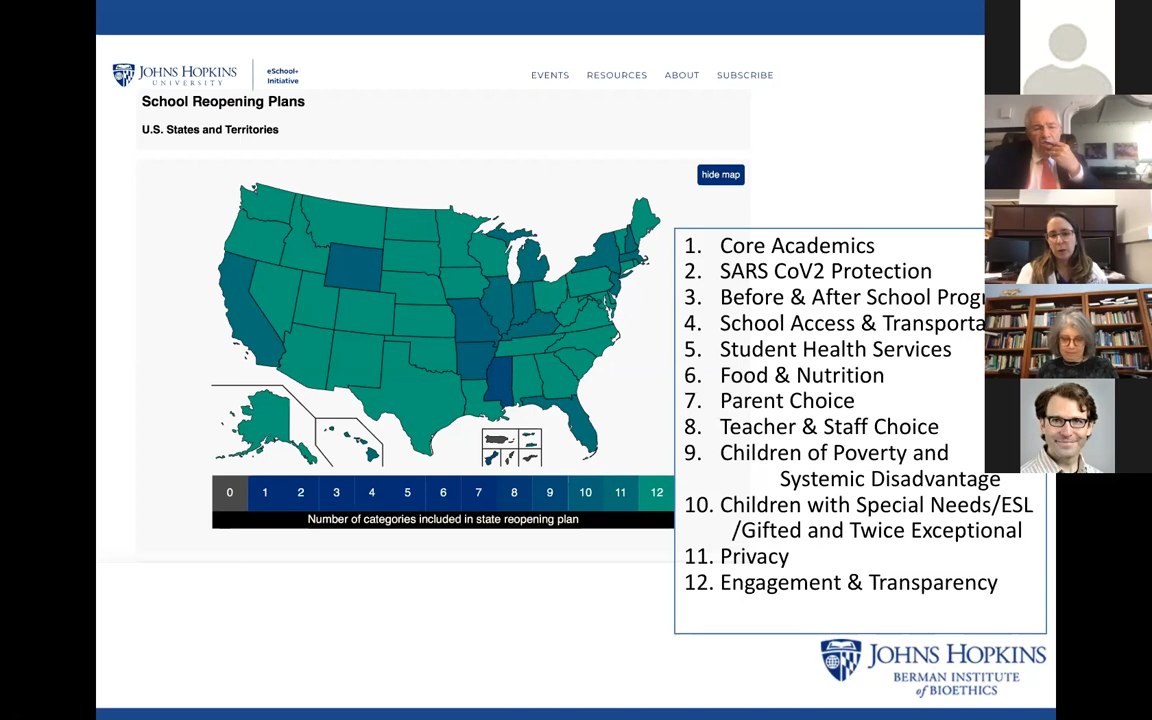 JOHNS HOPKINS
UNIVERSITY
eSchool+
Initiative
EVENTS RESOURCES ABOUT SUBSCRIBE
School Reopening Plans
U.S. States and Territories
hide map
0 1 2 3 4 5 6 7 8 9 10 11 12
Number of categories included in state reopening plan
1. Core Academics
2. SARS CoV2 Protection
3. Before & After School Progr
4. School Access & Transporta
5. Student Health Services
6. Food & Nutrition
7. Parent Choice
8. Teacher & Staff Choice
9. Children of Poverty and
Systemic Disadvantage
10. Children with Special Needs/ESL
/Gifted and Twice Exceptional
11. Privacy
12. Engagement & Transparency
JOHNS HOPKINS
BERMAN INSTITUTE
of BIOETHICS